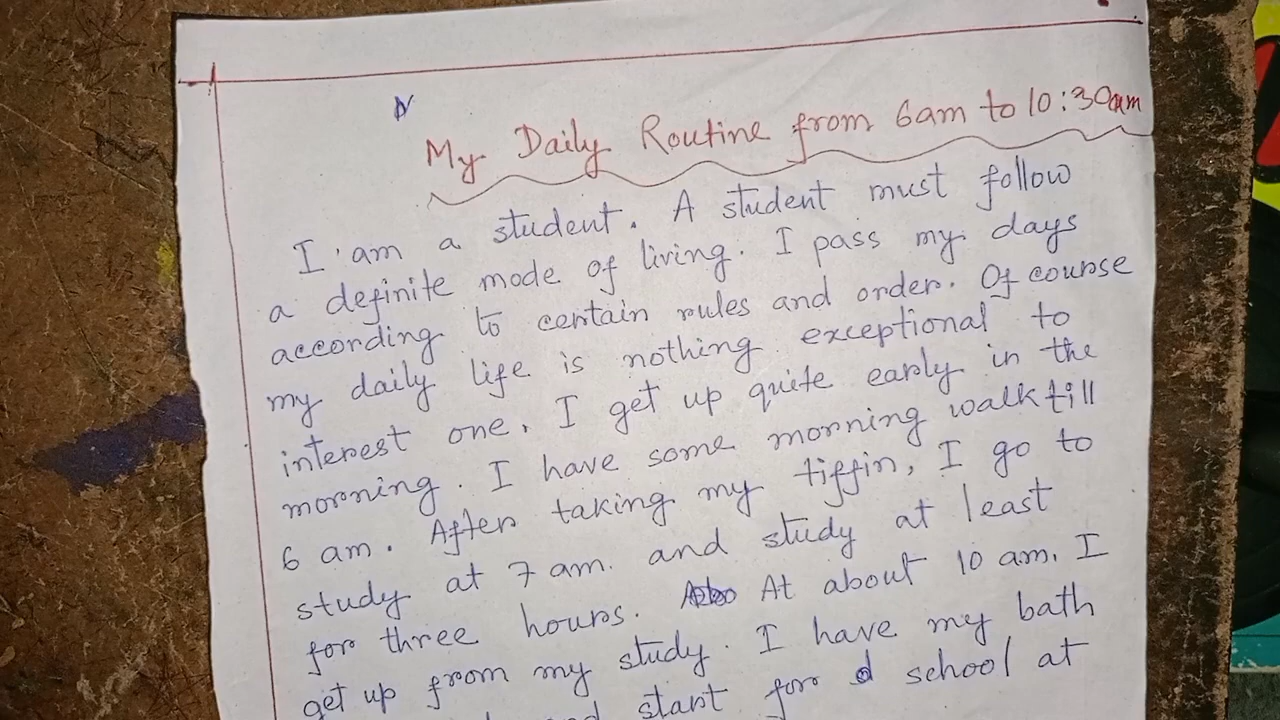 My Daily Routine from 6am to 10:30am
I am a student. A student must follow
a definite mode of living. I pass my days
according to certain rules and order. Of course
my daily life is nothing exceptional to
interest one. I get up quite early in the
morning. I have some morning walk till
6 am. After taking my tiffin, I go to
study at 7 am. and study at least
for three hours. At about 10 am. I
get up from my study. I have my bath
start for school at